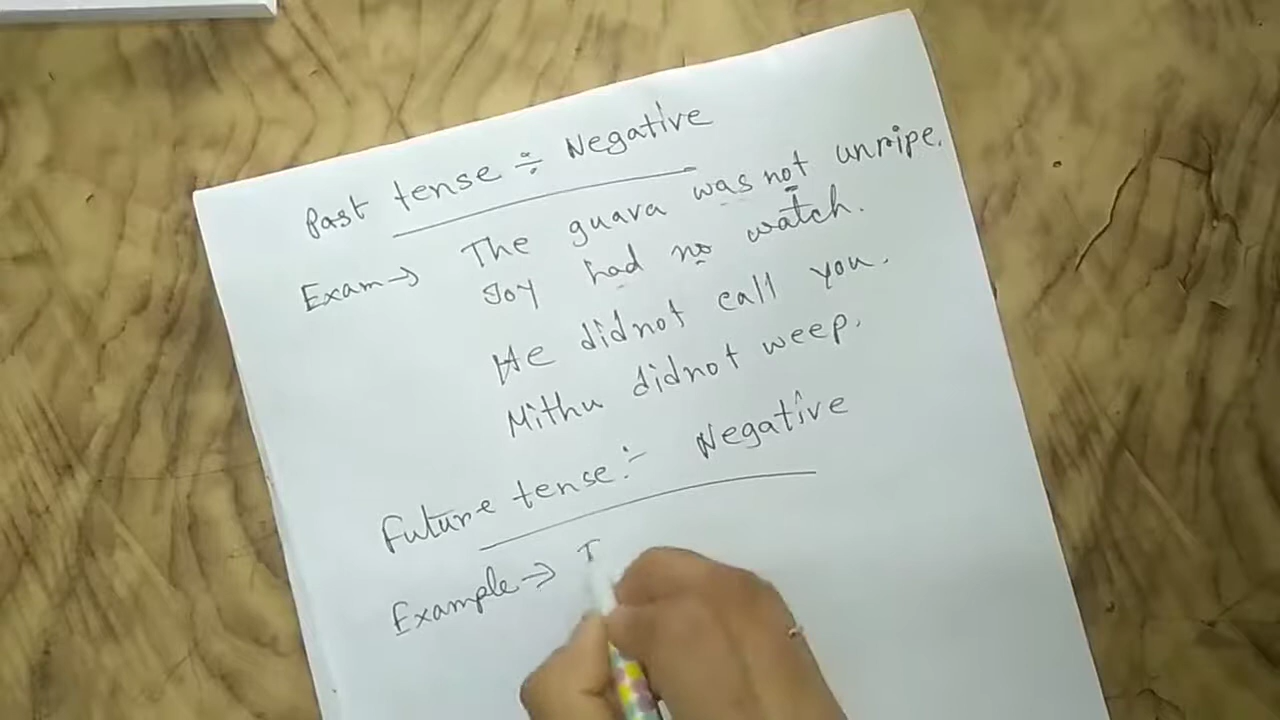 Past tense ÷ Negative
Exam→ The guava was not unripe.
Joy had no watch.
He didnot call you.
Mithu didnot weep.
Future tense:- Negative
Example→ I